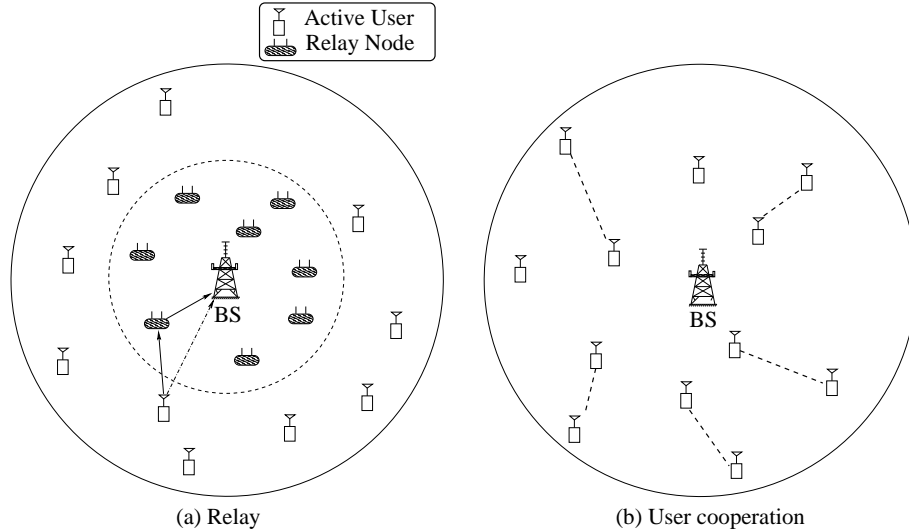 Active User
Relay Node
BS
BS
(a) Relay
(b) User cooperation